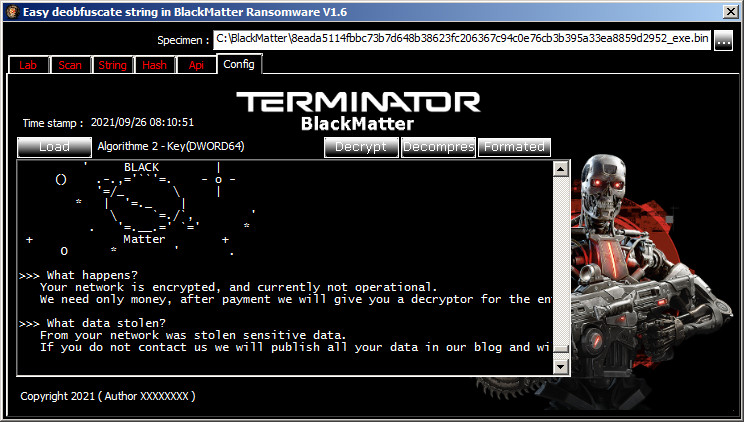 Easy deobfuscate string in BlackMatter Ransomware V1.6
Specimen : C:\BlackMatter\8eada5114fbbc73b7d648b38623fc206367c94c0e76cb3b395a33ea8859d2952_exe.bin ...
Lab Scan String Hash Api Config
TERMINATOR
BlackMatter
Time stamp : 2021/09/26 08:10:51
Load Algorithme 2 - Key(DWORD64) Decrypt Decompres Formated
' BLACK |
() .-.,='``'=. - o -
'=/_ \ |
* | '=._ |
\ `=./`, '
. '=.__.=' `=' *
+ Matter +
O * ' .
>>> What happens?
Your network is encrypted, and currently not operational.
We need only money, after payment we will give you a decryptor for the en
>>> What data stolen?
From your network was stolen sensitive data.
If you do not contact us we will publish all your data in our blog and wi
Copyright 2021 ( Author XXXXXXXX )